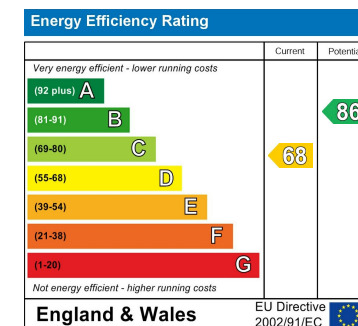 Energy Efficiency Rating
Current Potentia
Very energy efficient - lower running costs
(92 plus) A
(81-91) B
86
(69-80) C
68
(55-68) D
(39-54) E
(21-38) F
(1-20) G
Not energy efficient - higher running costs
England & Wales
EU Directive
2002/91/EC